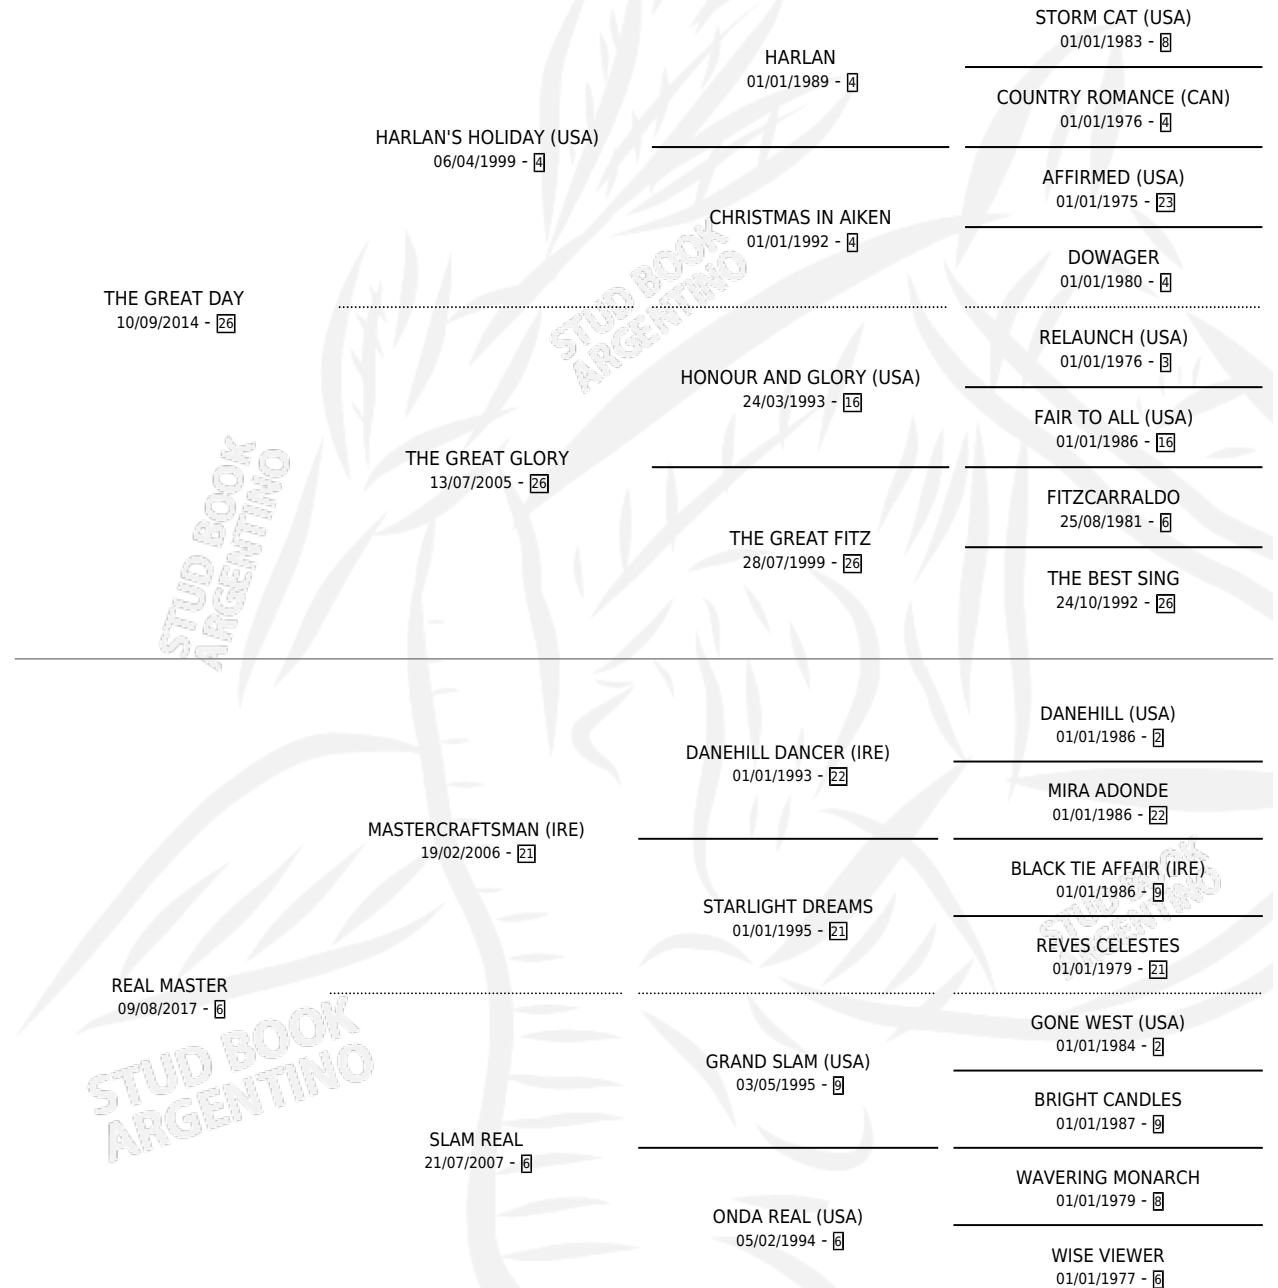 STORM CAT (USA)
01/01/1983 - 8
HARLAN
01/01/1989 - 4
COUNTRY ROMANCE (CAN)
01/01/1976 - 4
HARLAN'S HOLIDAY (USA)
06/04/1999 - 4
AFFIRMED (USA)
01/01/1975 - 23
CHRISTMAS IN AIKEN
01/01/1992 - 4
DOWAGER
01/01/1980 - 4
THE GREAT DAY
10/09/2014 - 26
RELAUNCH (USA)
01/01/1976 - 3
HONOUR AND GLORY (USA)
24/03/1993 - 16
FAIR TO ALL (USA)
01/01/1986 - 16
THE GREAT GLORY
13/07/2005 - 26
FITZCARRALDO
25/08/1981 - 6
THE GREAT FITZ
28/07/1999 - 26
THE BEST SING
24/10/1992 - 26
STUD BOOK
ARGENTINO
STUD BOOK
ARGENTINO
DANEHILL (USA)
01/01/1986 - 2
DANEHILL DANCER (IRE)
01/01/1993 - 22
MIRA ADONDE
01/01/1986 - 22
MASTERCRAFTSMAN (IRE)
19/02/2006 - 21
BLACK TIE AFFAIR (IRE)
01/01/1986 - 9
STARLIGHT DREAMS
01/01/1995 - 21
REVES CELESTES
01/01/1979 - 21
REAL MASTER
09/08/2017 - 6
GONE WEST (USA)
01/01/1984 - 2
GRAND SLAM (USA)
03/05/1995 - 9
BRIGHT CANDLES
01/01/1987 - 9
SLAM REAL
21/07/2007 - 6
WAVERING MONARCH
01/01/1979 - 8
ONDA REAL (USA)
05/02/1994 - 6
WISE VIEWER
01/01/1977 - 6
STUD BOOK
ARGENTINO
STUD BOOK
ARGENTINO